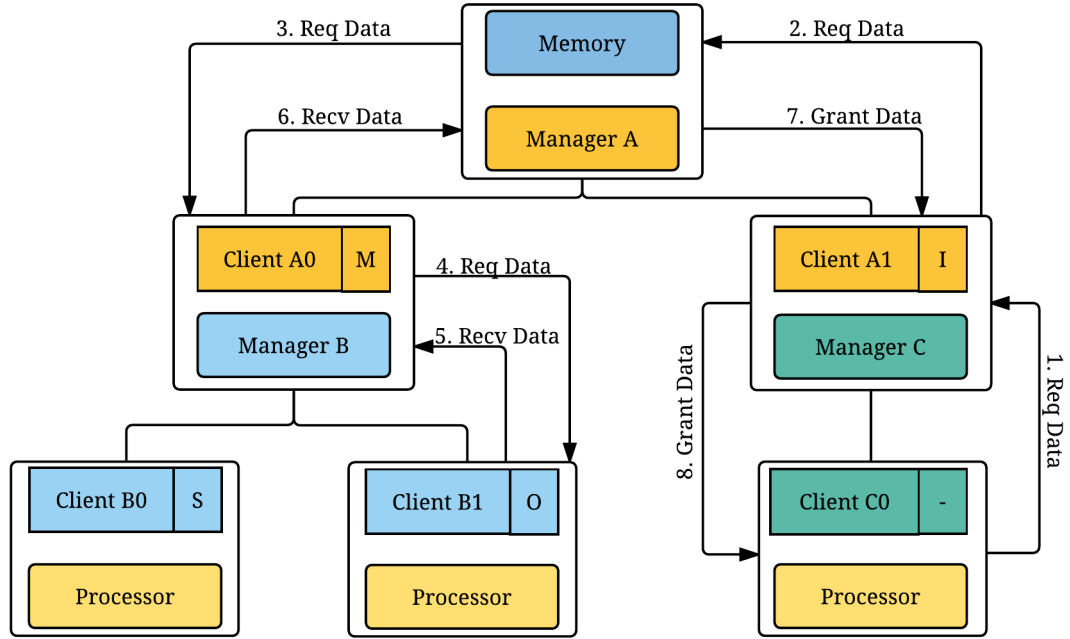 3. Req Data
Memory
2. Req Data
6. Recv Data
Manager A
7. Grant Data
Client A0
M
4. Req Data
Client A1
I
Manager B
5. Recv Data
Manager C
8. Grant Data
1. Req Data
Client B0
S
Client B1
O
Client C0
-
Processor
Processor
Processor